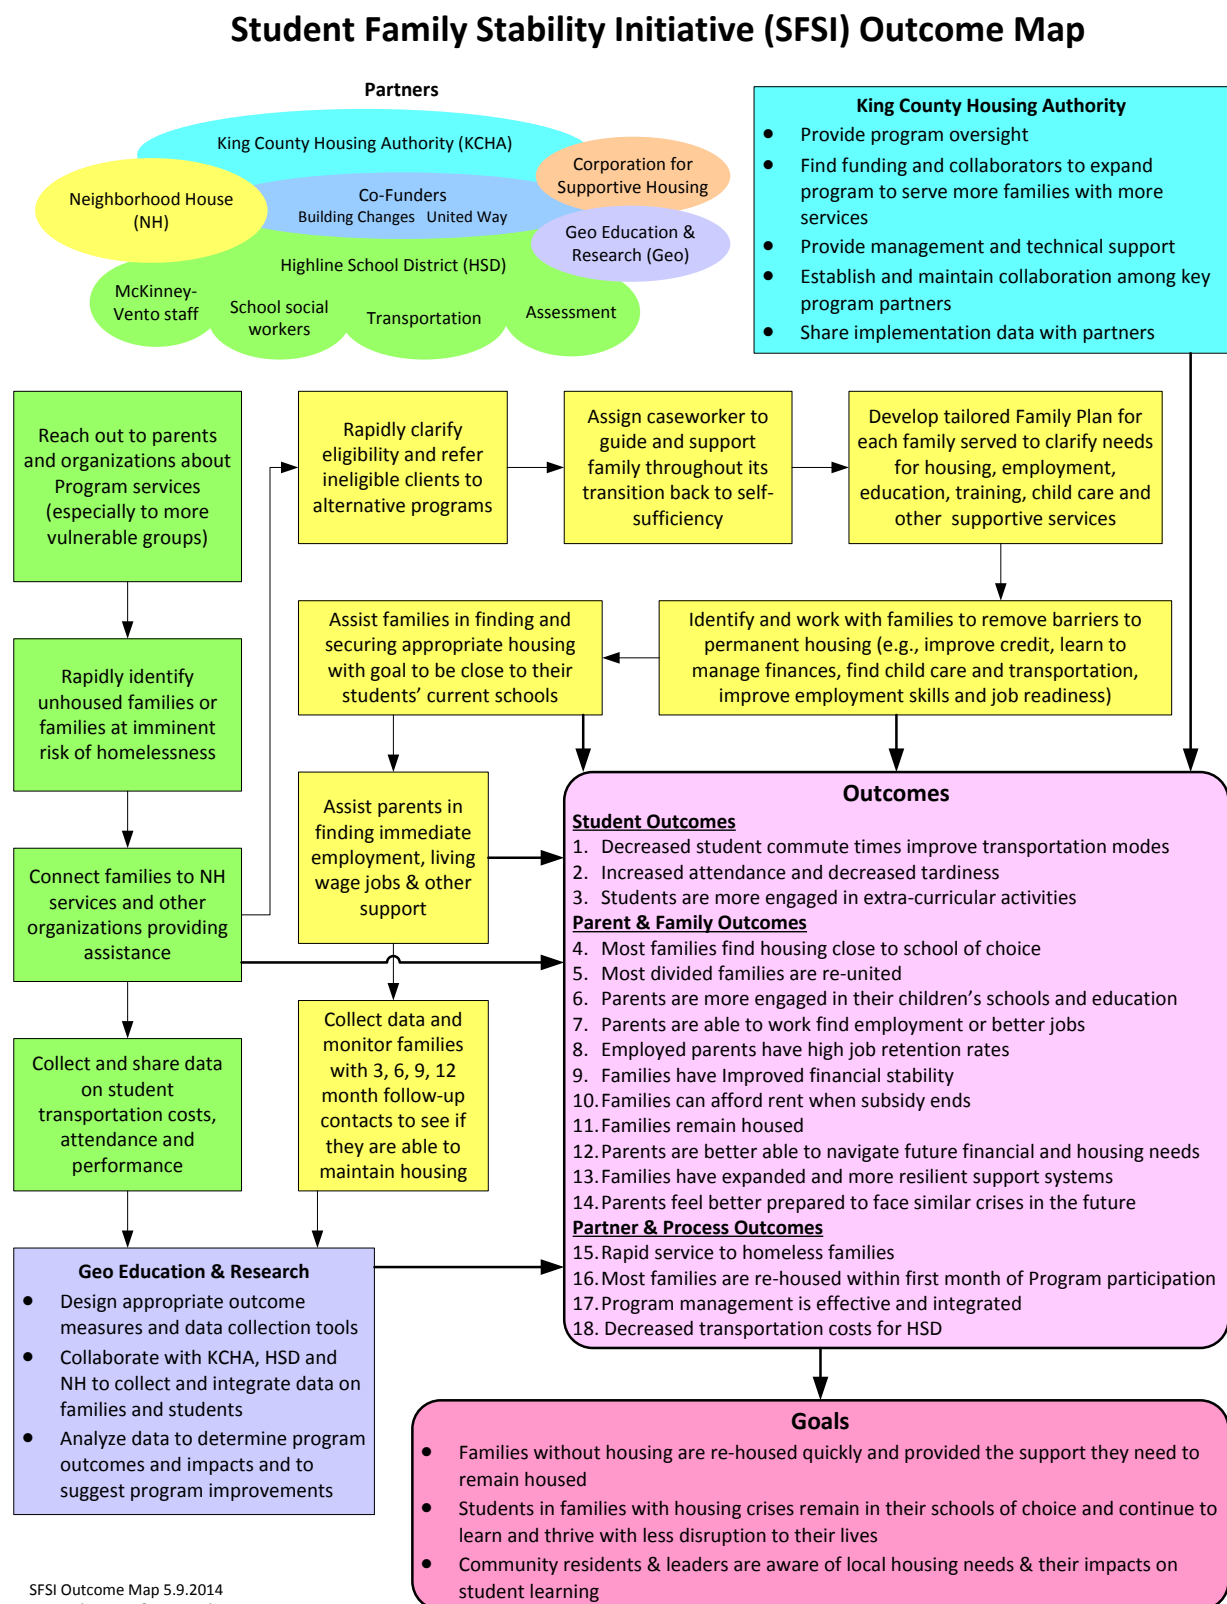 Student Family Stability Initiative (SFSI) Outcome Map
Partners
King County Housing Authority (KCHA)
Corporation for
Supportive Housing
Neighborhood House
(NH)
Co-Funders
Building Changes United Way
Geo Education &
Research (Geo)
Highline School District (HSD)
McKinney-
Vento staff
School social
workers
Transportation
Assessment
King County Housing Authority
• Provide program oversight
• Find funding and collaborators to expand
program to serve more families with more
services
• Provide management and technical support
• Establish and maintain collaboration among key
program partners
• Share implementation data with partners
Reach out to parents
and organizations about
Program services
(especially to more
vulnerable groups)
Rapidly clarify
eligibility and refer
ineligible clients to
alternative programs
Assign caseworker to
guide and support
family throughout its
transition back to self-
sufficiency
Develop tailored Family Plan for
each family served to clarify needs
for housing, employment,
education, training, child care and
other supportive services
Rapidly identify
unhoused families or
families at imminent
risk of homelessness
Assist families in finding and
securing appropriate housing
with goal to be close to their
students’ current schools
Identify and work with families to remove barriers to
permanent housing (e.g., improve credit, learn to
manage finances, find child care and transportation,
improve employment skills and job readiness)
Connect families to NH
services and other
organizations providing
assistance
Assist parents in
finding immediate
employment, living
wage jobs & other
support
Collect and share data
on student
transportation costs,
attendance and
performance
Collect data and
monitor families
with 3, 6, 9, 12
month follow-up
contacts to see if
they are able to
maintain housing
Outcomes
Student Outcomes
1. Decreased student commute times improve transportation modes
2. Increased attendance and decreased tardiness
3. Students are more engaged in extra-curricular activities
Parent & Family Outcomes
4. Most families find housing close to school of choice
5. Most divided families are re-united
6. Parents are more engaged in their children’s schools and education
7. Parents are able to work find employment or better jobs
8. Employed parents have high job retention rates
9. Families have Improved financial stability
10. Families can afford rent when subsidy ends
11. Families remain housed
12. Parents are better able to navigate future financial and housing needs
13. Families have expanded and more resilient support systems
14. Parents feel better prepared to face similar crises in the future
Partner & Process Outcomes
15. Rapid service to homeless families
16. Most families are re-housed within first month of Program participation
17. Program management is effective and integrated
18. Decreased transportation costs for HSD
Geo Education & Research
• Design appropriate outcome
measures and data collection tools
• Collaborate with KCHA, HSD and
NH to collect and integrate data on
families and students
• Analyze data to determine program
outcomes and impacts and to
suggest program improvements
Goals
• Families without housing are re-housed quickly and provided the support they need to
remain housed
• Students in families with housing crises remain in their schools of choice and continue to
learn and thrive with less disruption to their lives
• Community residents & leaders are aware of local housing needs & their impacts on
student learning
SFSI Outcome Map 5.9.2014